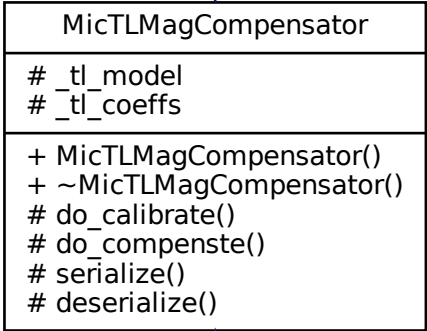 MicTLMagCompensator
# _tl_model
# _tl_coeffs
+ MicTLMagCompensator()
+ ~MicTLMagCompensator()
# do_calibrate()
# do_compenste()
# serialize()
# deserialize()